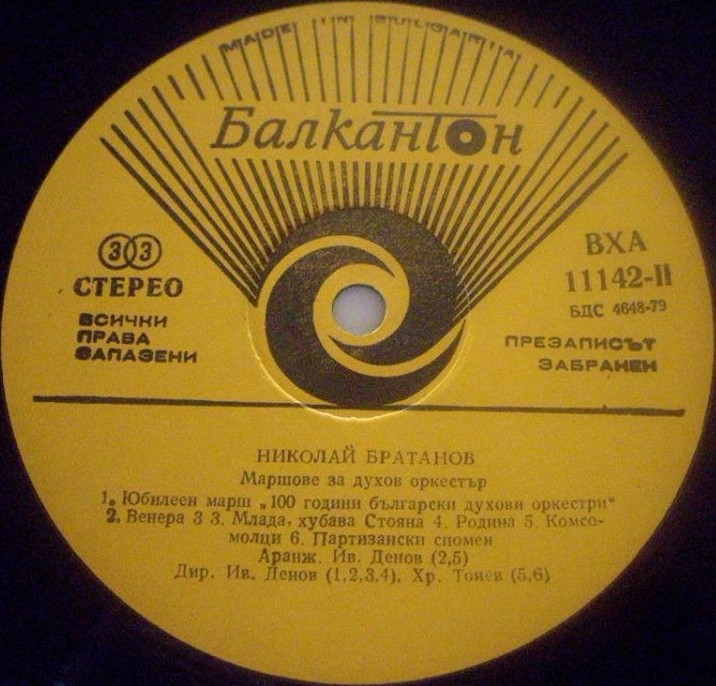 MADE IN BULGARIA
Балкантон
33
СТЕРЕО
ВСИЧКИ
ПРАВА
ЗАПАЗЕНИ
ВХА
11142-II
БДС 4648-79
ПРЕЗАПИСЪТ
ЗАБРАНЕН
НИКОЛАЙ БРАТАНОВ
Маршове за духов оркестър
1. Юбилеен марш „100 години български духови оркестри“
2. Венера 3 3. Млада, хубава Стояна 4. Родина 5. Комсо-
молци 6. Партизански спомен
Аранж. Ив. Денов (2,5)
Дир. Ив. Денов (1,2,3,4), Хр. Тонев (5,6)